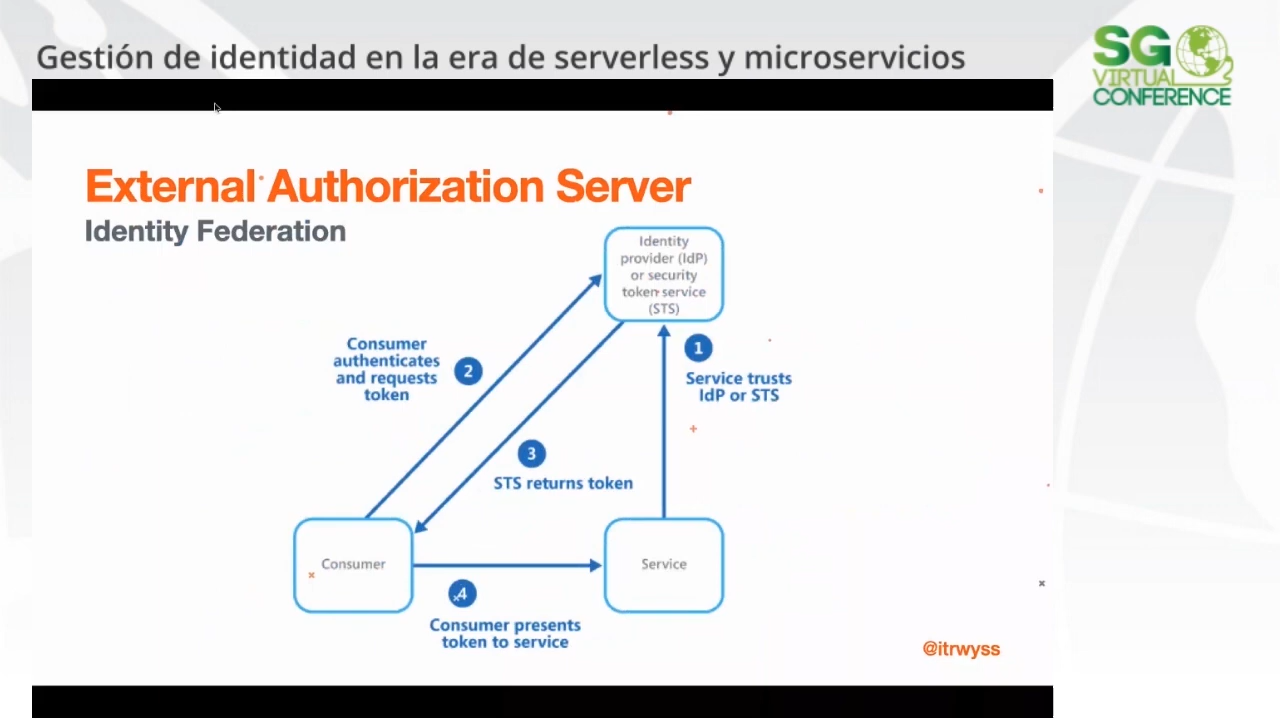 Gestión de identidad en la era de serverless y microservicios
SG
VIRTUAL
CONFERENCE
External Authorization Server
Identity Federation
Identity
provider (IdP)
or security
token service
(STS)
1
Service trusts
IdP or STS
Consumer
authenticates
and requests
token
2
3
STS returns token
Consumer
Service
4
Consumer presents
token to service
@itrwyss